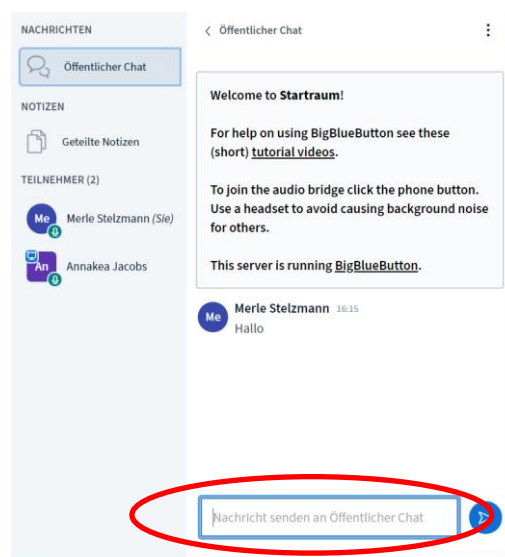 NACHRICHTEN
Öffentlicher Chat
NOTIZEN
Geteilte Notizen
TEILNEHMER (2)
Me Merle Stelzmann (Sie)
An Annakea Jacobs
Öffentlicher Chat
Welcome to Startraum!
For help on using BigBlueButton see these
(short) tutorial videos.
To join the audio bridge click the phone button.
Use a headset to avoid causing background noise
for others.
This server is running BigBlueButton.
Me Merle Stelzmann 16:15
Hallo
Nachricht senden an Öffentlicher Chat